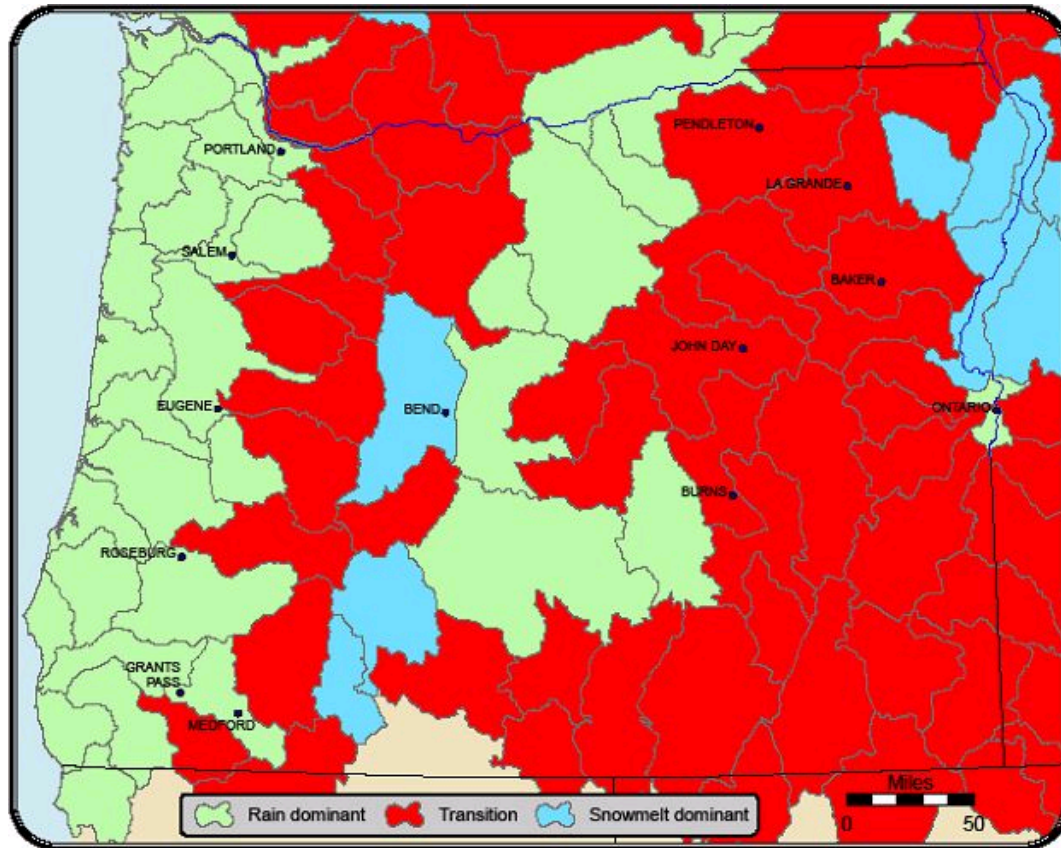 PORTLAND
PENDLETON
LA GRANDE
SALEM
BAKER
JOHN DAY
EUGENE
BEND
ONTARIO
BURNS
ROSEBURG
GRANTS
PASS
MEDFORD
Miles
0 50
Rain dominant Transition Snowmelt dominant